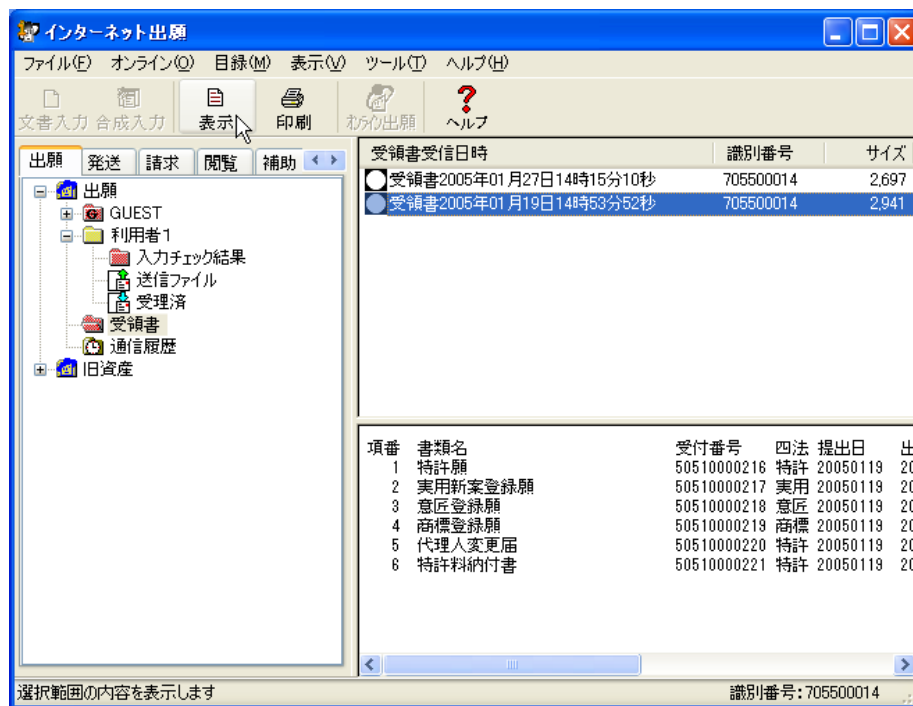 インターネット出願
ファイル(F) オンライン(O) 目録(M) 表示(V) ツール(T) ヘルプ(H)
文書入力 合成入力 表示 印刷 オンライン出願 ヘルプ
出願 発送 請求 閲覧 補助
出願
GUEST
利用者1
入力チェック結果
送信ファイル
受理済
受領書
通信履歴
旧資産
受領書受信日時 識別番号 サイズ
受領書2005年01月27日14時15分10秒 705500014 2,697
受領書2005年01月19日14時53分52秒 705500014 2,941
項番 書類名 受付番号 四法 提出日 出
1 特許願 50510000216 特許 20050119 20
2 実用新案登録願 50510000217 実用 20050119 20
3 意匠登録願 50510000218 意匠 20050119 20
4 商標登録願 50510000219 商標 20050119 20
5 代理人変更届 50510000220 特許 20050119 20
6 特許料納付書 50510000221 特許 20050119 20
選択範囲の内容を表示します 識別番号:705500014